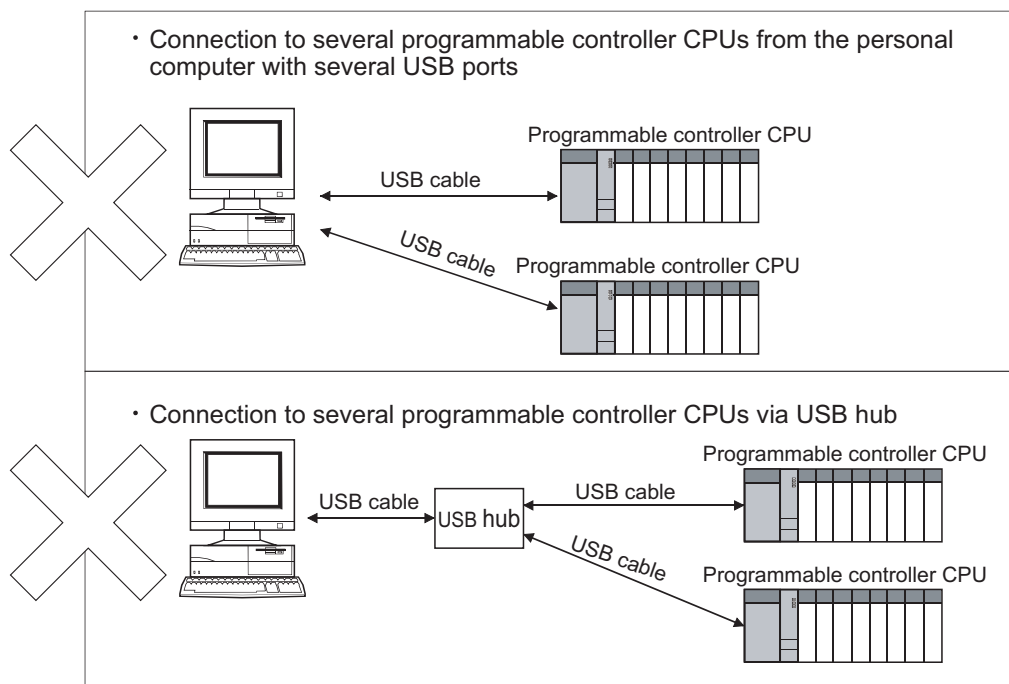 ・Connection to several programmable controller CPUs from the personal
computer with several USB ports
Programmable controller CPU
USB cable
USB cable
Programmable controller CPU
・Connection to several programmable controller CPUs via USB hub
Programmable controller CPU
USB cable
USB cable
USB hub
USB cable
Programmable controller CPU